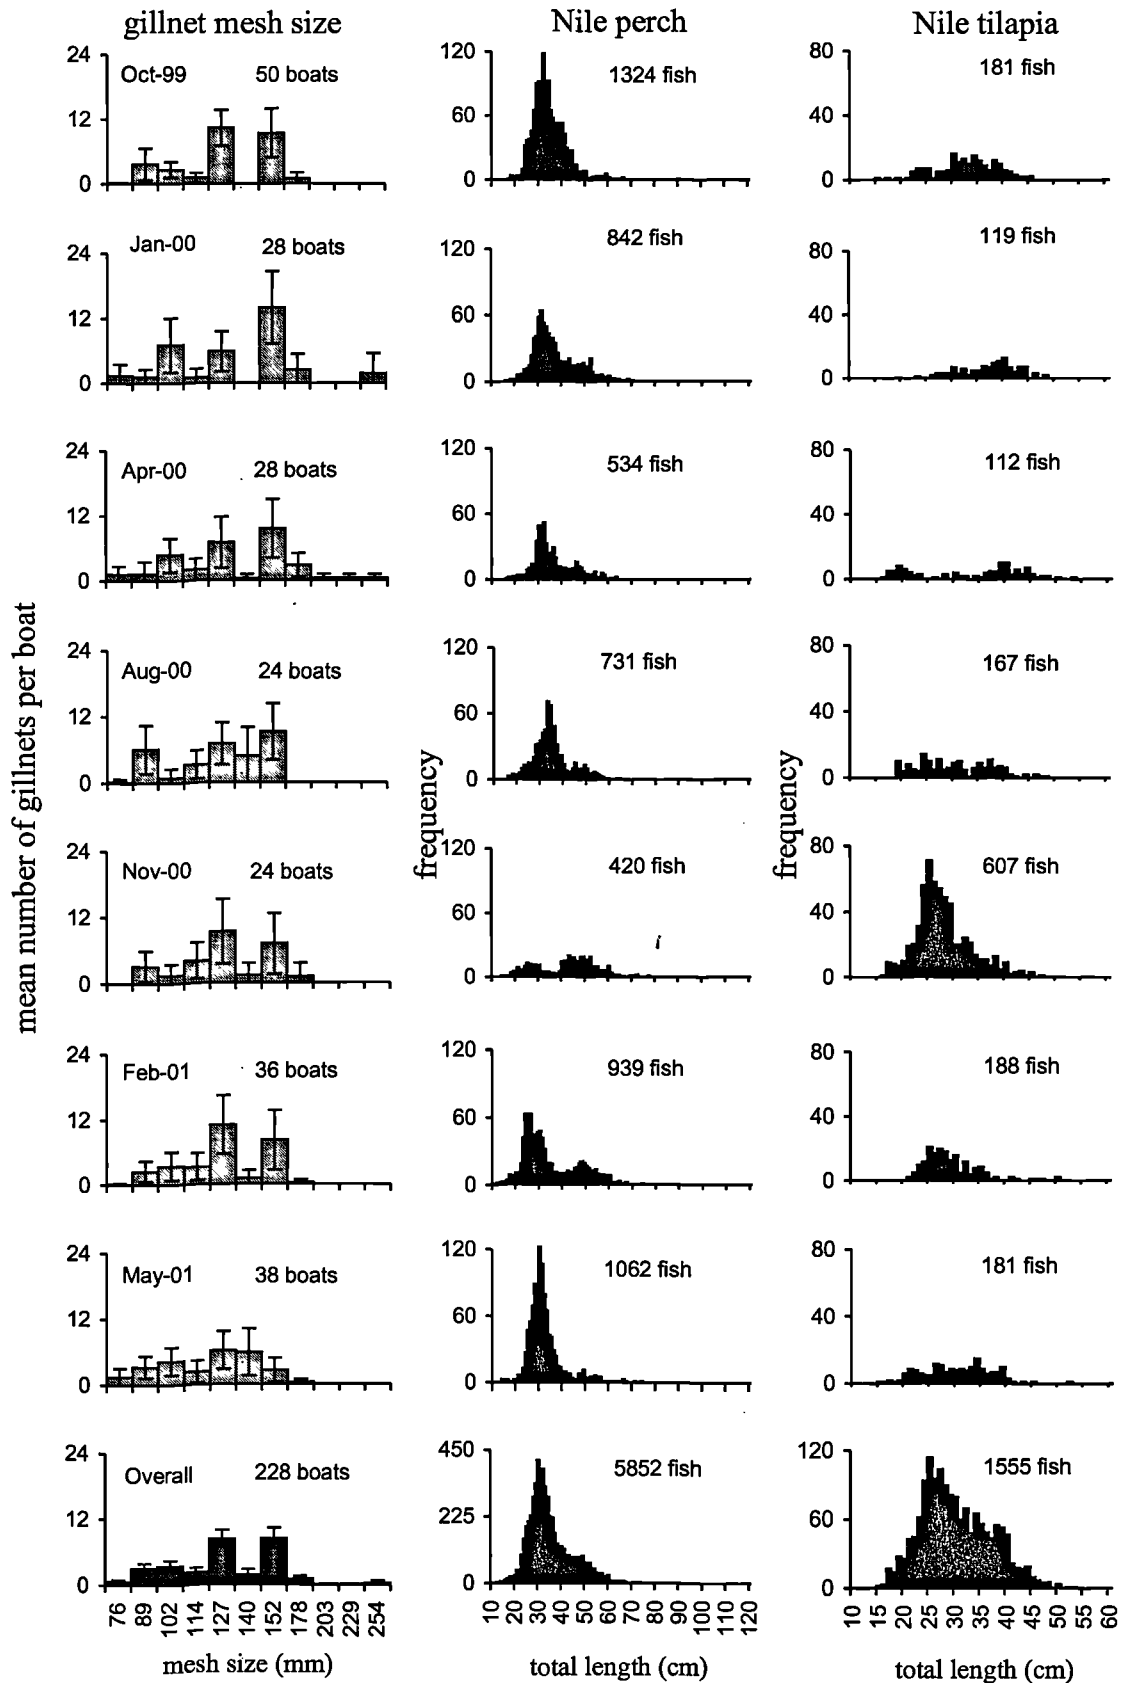 gillnet mesh size
Nile perch
Nile tilapia
24
12
0
Oct-99
50 boats
120
60
0
1324 fish
80
40
0
181 fish
24
12
0
Jan-00
28 boats
120
60
0
842 fish
80
40
0
119 fish
24
12
0
Apr-00
28 boats
120
60
0
534 fish
80
40
0
112 fish
24
12
0
Aug-00
24 boats
120
60
0
731 fish
80
40
0
167 fish
24
12
0
Nov-00
24 boats
120
60
0
420 fish
80
40
0
607 fish
24
12
0
Feb-01
36 boats
120
60
0
939 fish
80
40
0
188 fish
24
12
0
May-01
38 boats
120
60
0
1062 fish
80
40
0
181 fish
24
12
0
Overall
228 boats
450
225
0
5852 fish
120
60
0
1555 fish
mean number of gillnets per boat
frequency
frequency
76 89 102 114 127 140 152 178 203 229 254
10 20 30 40 50 60 70 80 90 100 110 120
10 15 20 25 30 35 40 45 50 55 60
mesh size (mm)
total length (cm)
total length (cm)